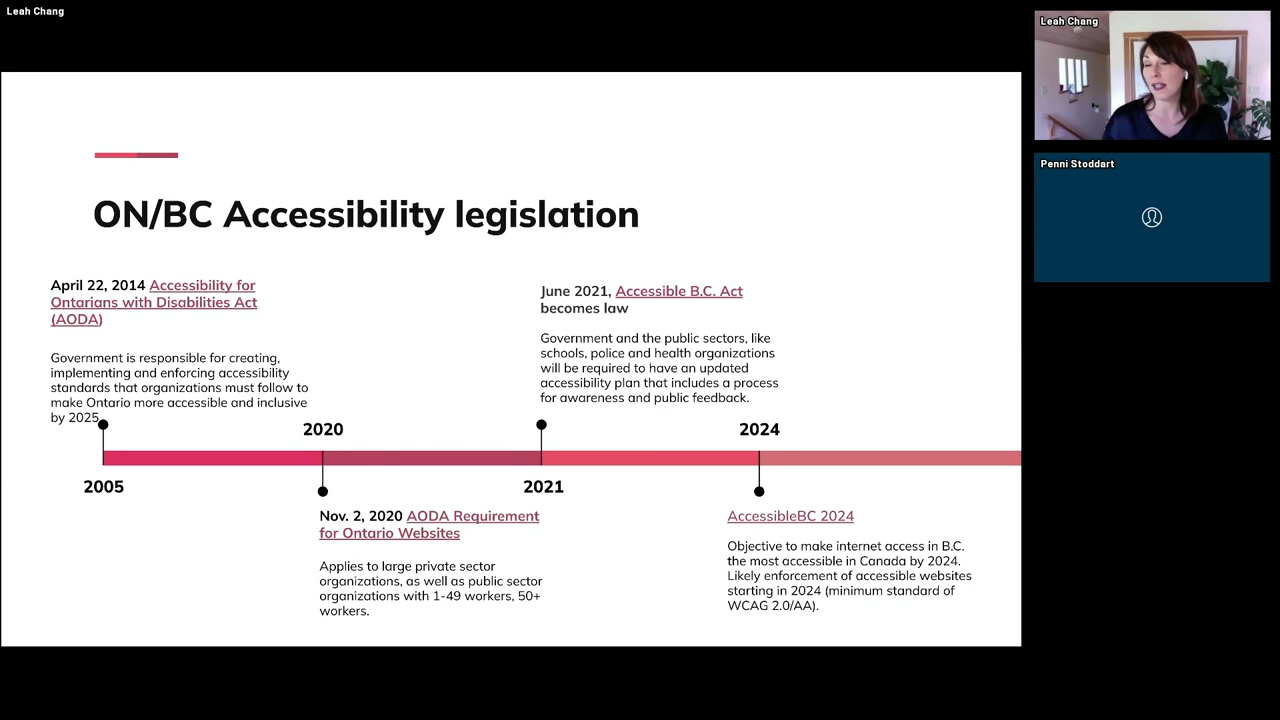 Leah Chang
Leah Chang
Penni Stoddart
ON/BC Accessibility legislation
April 22, 2014 Accessibility for
Ontarians with Disabilities Act
(AODA)
Government is responsible for creating,
implementing and enforcing accessibility
standards that organizations must follow to
make Ontario more accessible and inclusive
by 2025
June 2021, Accessible B.C. Act
becomes law
Government and the public sectors, like
schools, police and health organizations
will be required to have an updated
accessibility plan that includes a process
for awareness and public feedback.
2020
2024
2005
2021
Nov. 2, 2020 AODA Requirement
for Ontario Websites
Applies to large private sector
organizations, as well as public sector
organizations with 1-49 workers, 50+
workers.
AccessibleBC 2024
Objective to make internet access in B.C.
the most accessible in Canada by 2024.
Likely enforcement of accessible websites
starting in 2024 (minimum standard of
WCAG 2.0/AA).